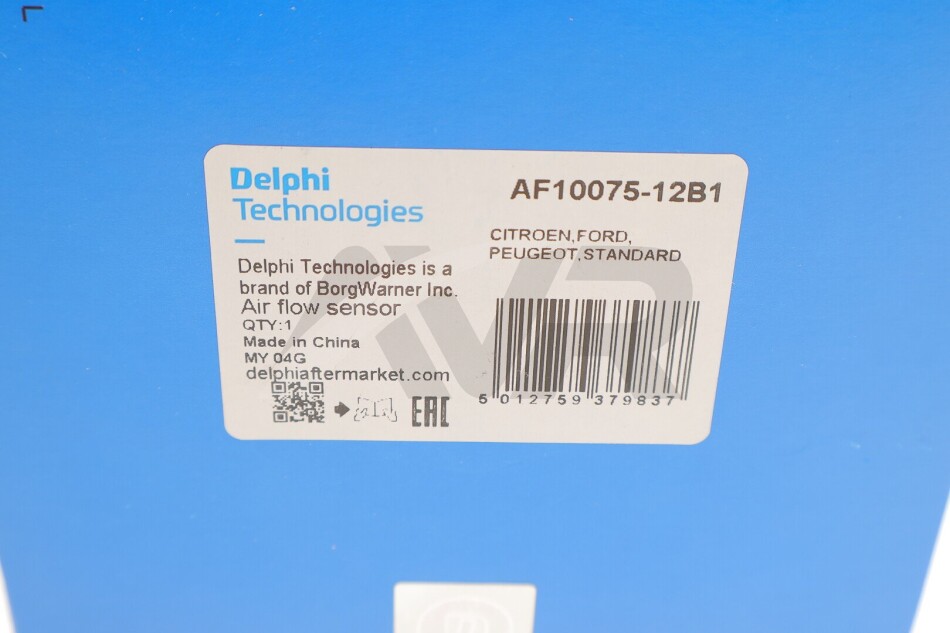 Delphi
Technologies
AF10075-12B1
CITROEN,FORD,
PEUGEOT,STANDARD
Delphi Technologies is a
brand of BorgWarner Inc.
Air flow sensor
QTY:1
Made in China
MY 04G
delphiaftermarket.com
EAC
5 012759 379837
iVR